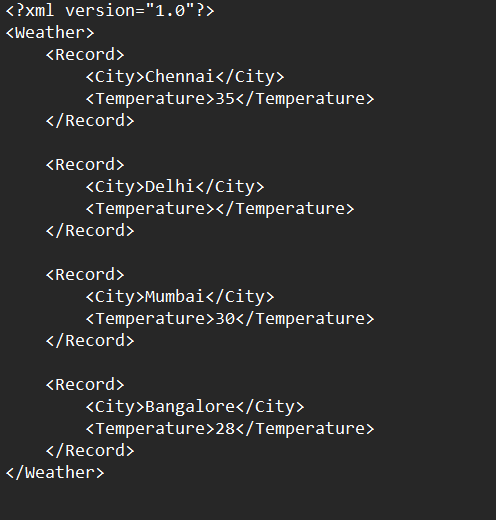 <?xml version="1.0"?>
<Weather>
    <Record>
        <City>Chennai</City>
        <Temperature>35</Temperature>
    </Record>

    <Record>
        <City>Delhi</City>
        <Temperature></Temperature>
    </Record>

    <Record>
        <City>Mumbai</City>
        <Temperature>30</Temperature>
    </Record>

    <Record>
        <City>Bangalore</City>
        <Temperature>28</Temperature>
    </Record>
</Weather>